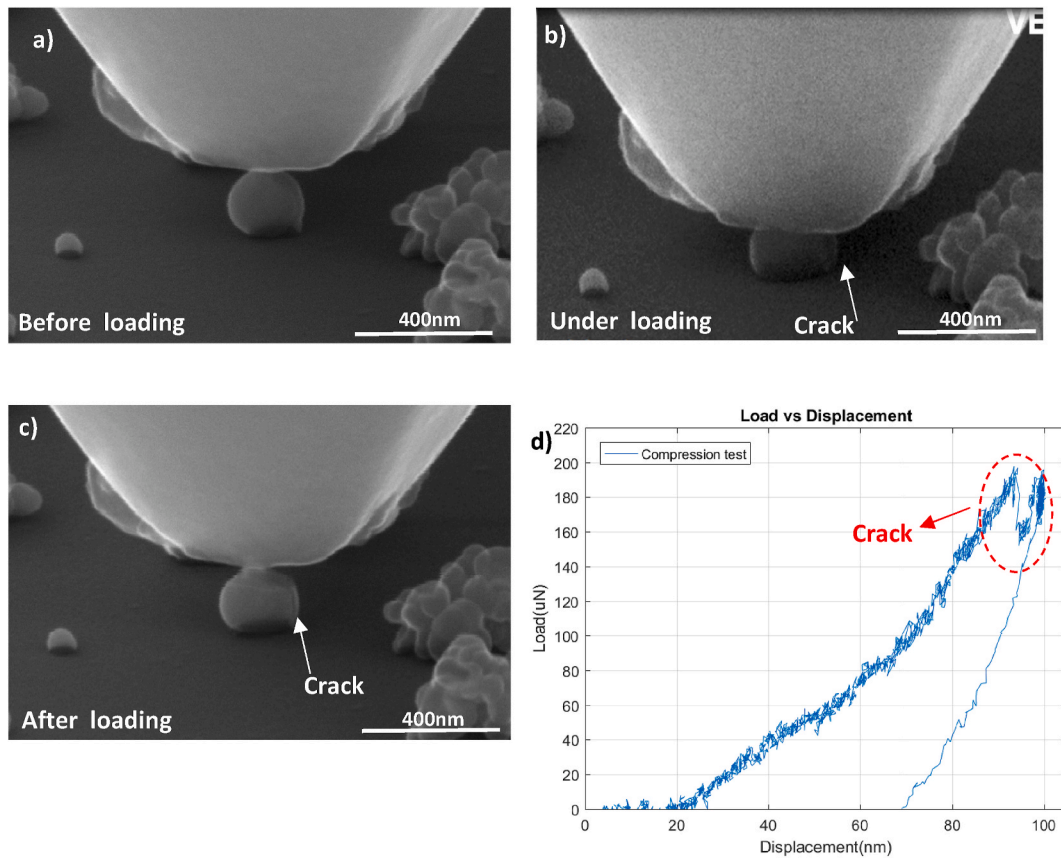 a)
Before loading
400nm
b)
VE
Under loading
Crack
400nm
c)
Crack
After loading
400nm
d)
Load vs Displacement
Compression test
Crack
Load(uN)
0
20
40
60
80
100
120
140
160
180
200
220
0 20 40 60 80 100
Displacement(nm)